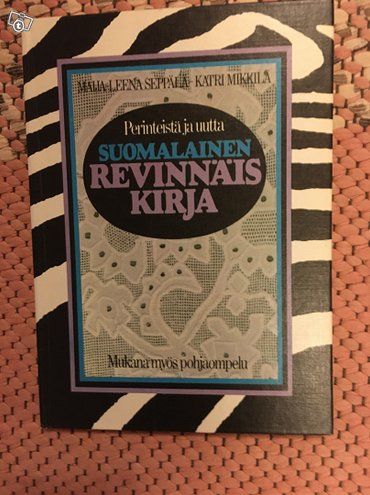 MAIJA-LEENA SEPPÄLÄ - KATRI MIKKILÄ
Perinteistä ja uutta
SUOMALAINEN
REVINNÄIS
KIRJA
Mukana myös pohjaompelu